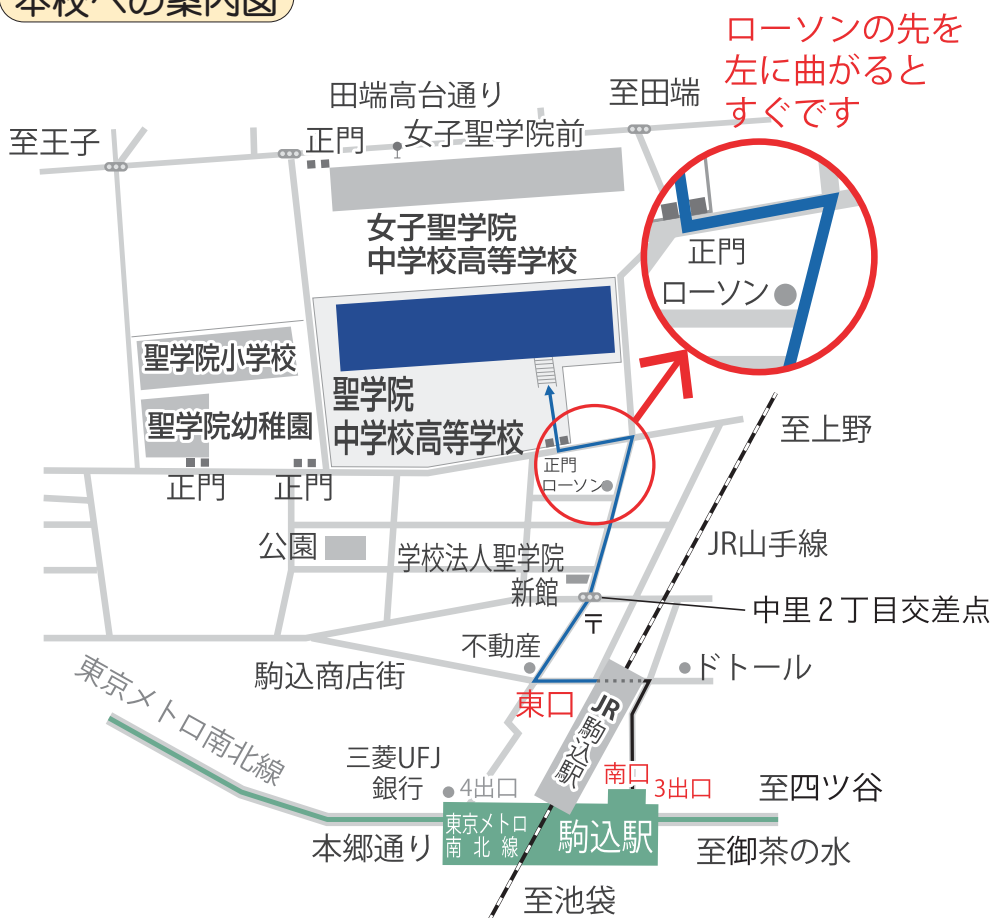 本校への案内図
ローソンの先を
左に曲がると
すぐです
田端高台通り
至田端
至王子
正門
女子聖学院前
女子聖学院
中学校高等学校
正門
ローソン
聖学院小学校
聖学院
中学校高等学校
聖学院幼稚園
至上野
正門
ローソン
正門
正門
公園
学校法人聖学院
新館
JR山手線
中里2丁目交差点
〒
不動産
駒込商店街
ドトール
東口
JR
駒込駅
東京メトロ南北線
三菱UFJ
銀行
4出口
南口
3出口
至四ツ谷
本郷通り
東京メトロ
南北線
駒込駅
至御茶の水
至池袋